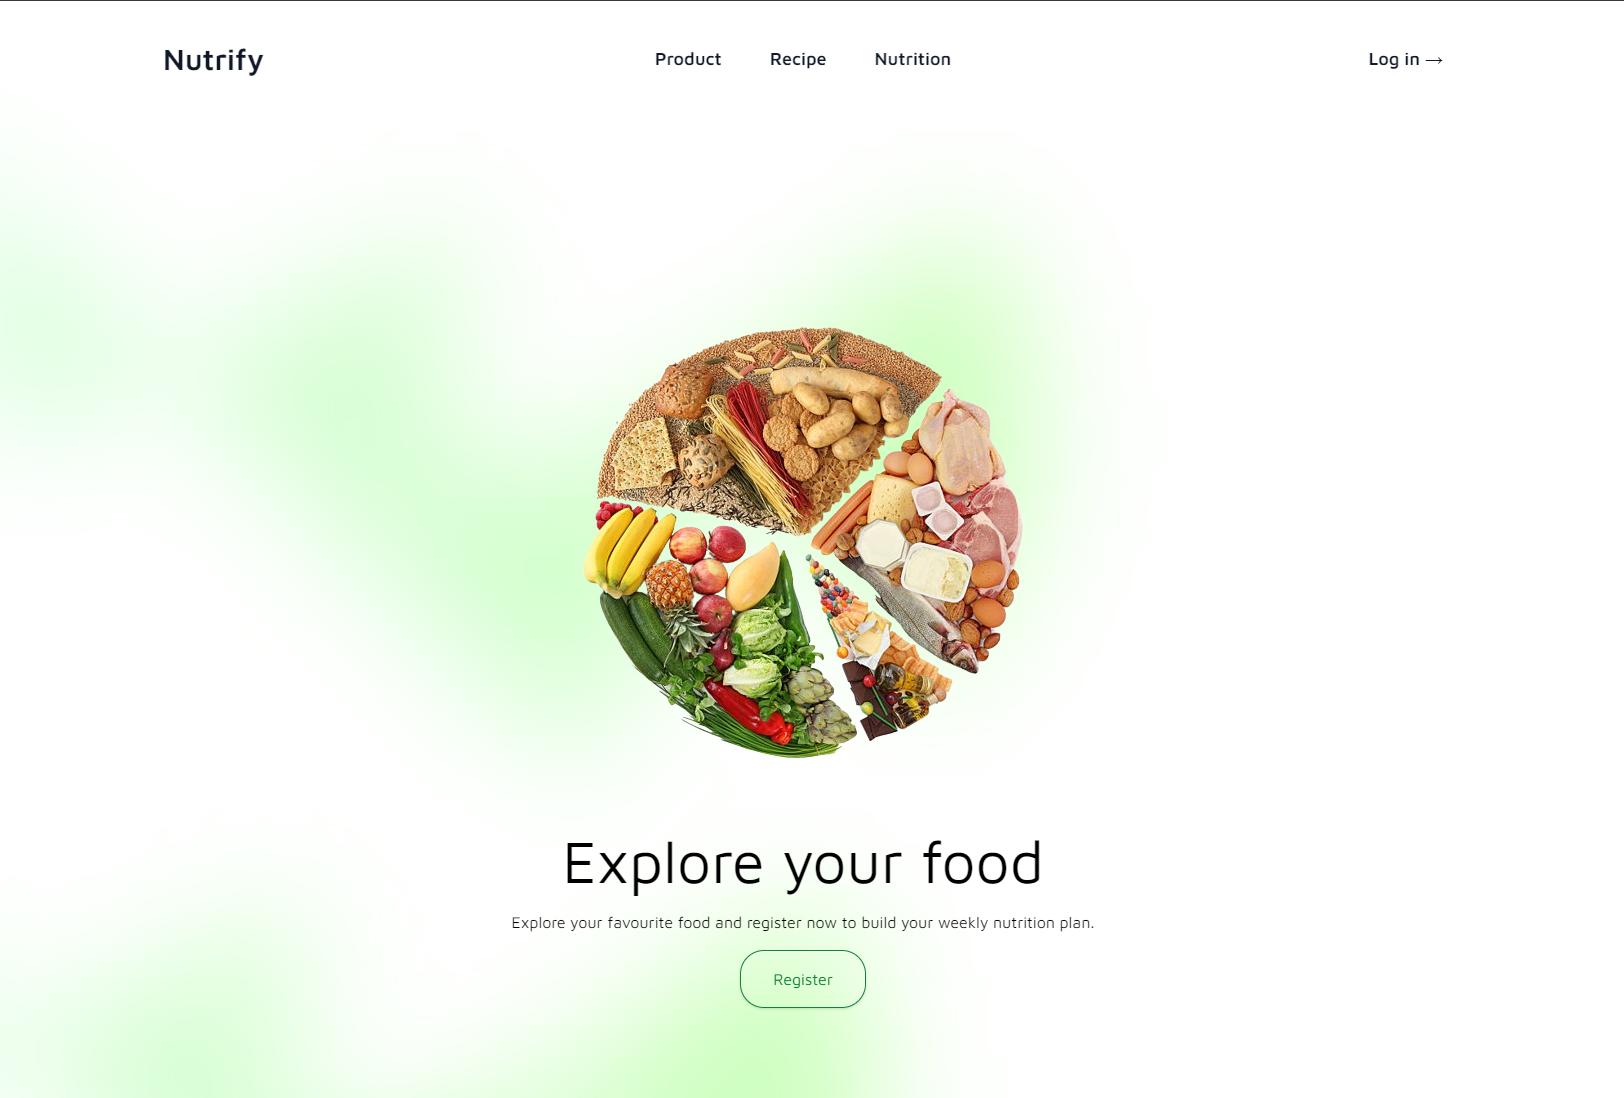 Nutrify
Product Recipe Nutrition
Log in →
Explore your food
Explore your favourite food and register now to build your weekly nutrition plan.
Register